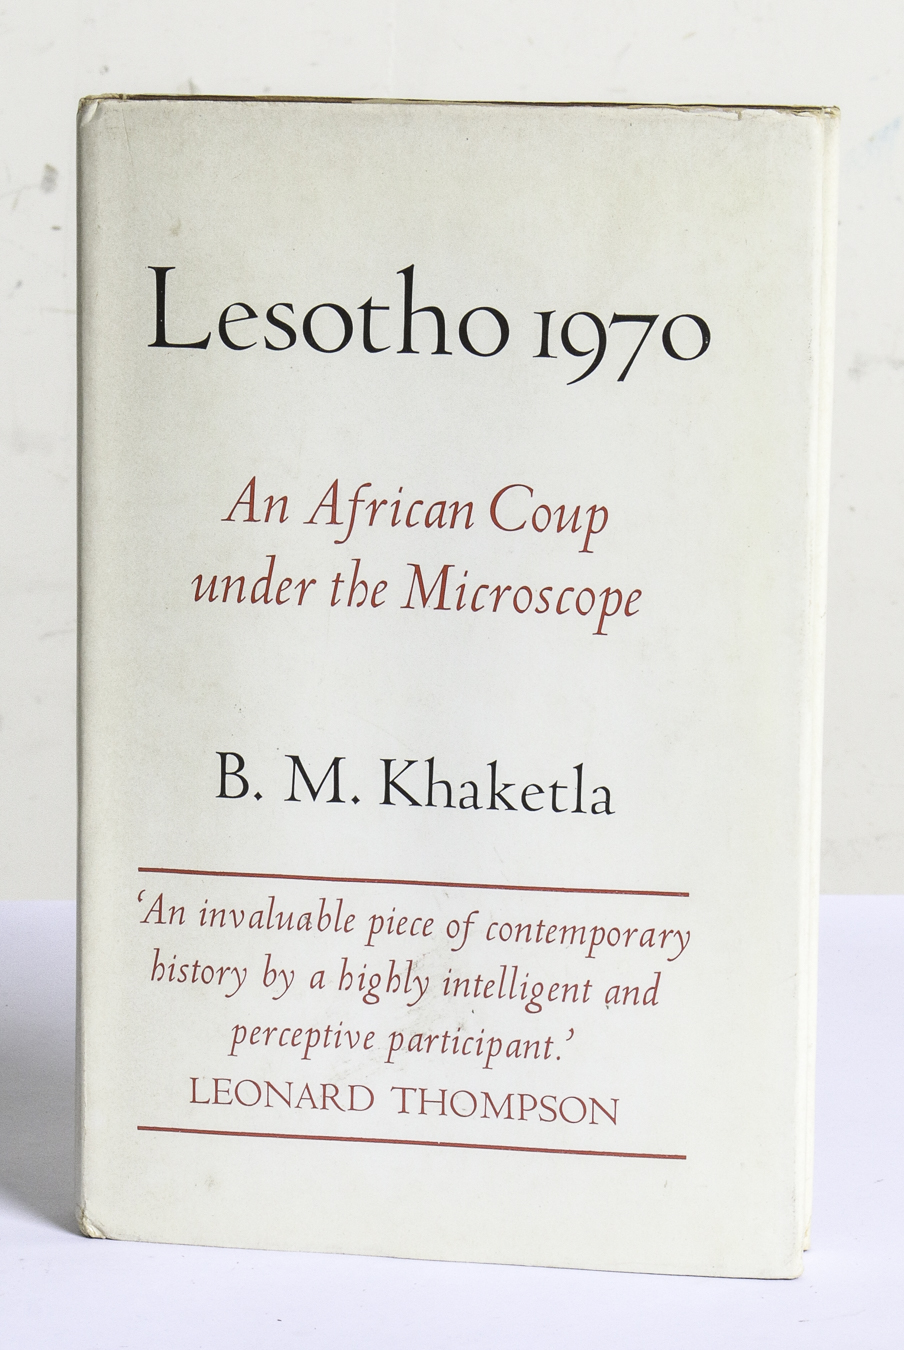 Lesotho 1970
An African Coup
under the Microscope
B. M. Khaketla
‘An invaluable piece of contemporary
history by a highly intelligent and
perceptive participant.’
LEONARD THOMPSON